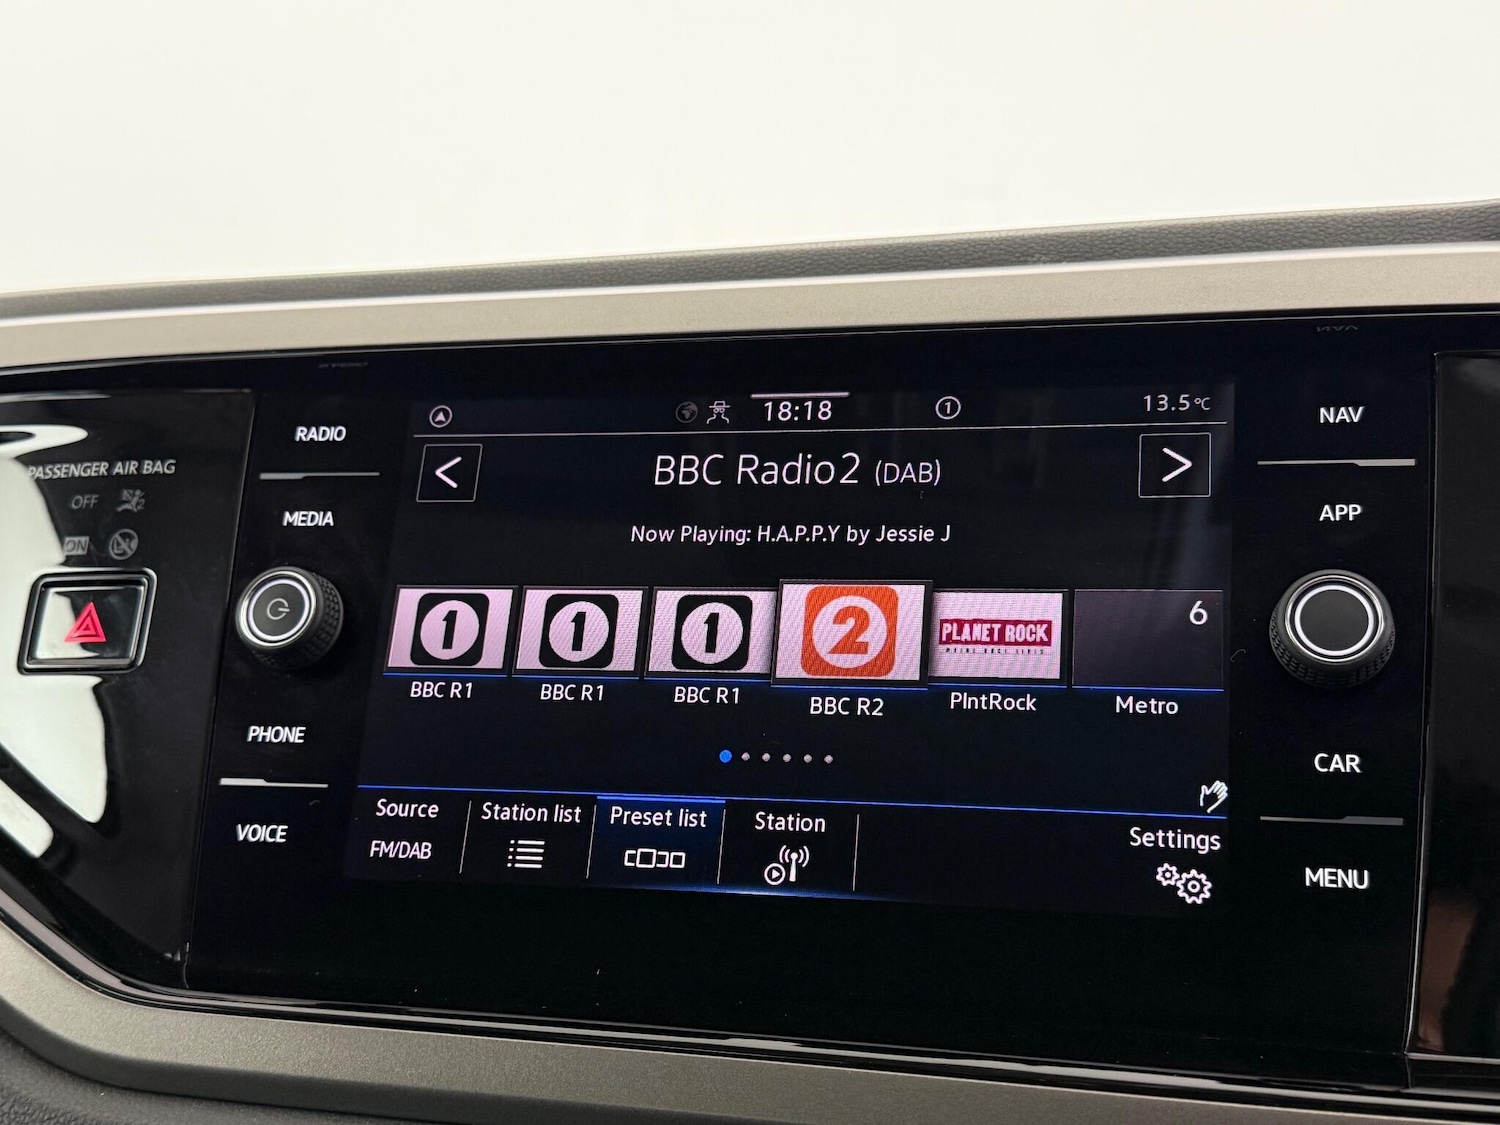 RADIO
MEDIA
PHONE
VOICE
PASSENGER AIR BAG
OFF
ON
18:18
1
13.5°C
BBC Radio2 (DAB)
Now Playing: H.A.P.P.Y by Jessie J
1
1
1
2
PLANET ROCK
6
BBC R1
BBC R1
BBC R1
BBC R2
PlntRock
Metro
Source
FM/DAB
Station list
Preset list
Station
Settings
NAV
APP
CAR
MENU